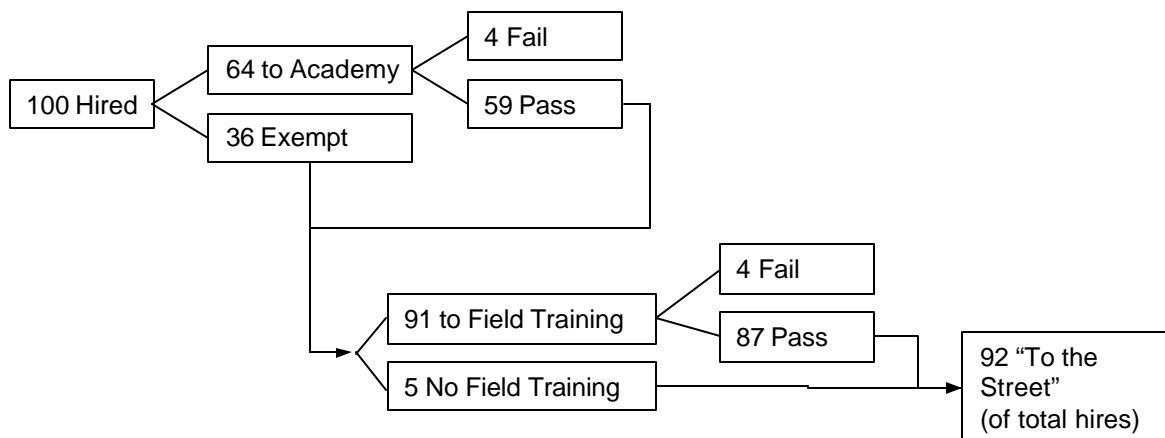 100 Hired
64 to Academy
36 Exempt
4 Fail
59 Pass
91 to Field Training
5 No Field Training
4 Fail
87 Pass
92 “To the
Street”
(of total hires)